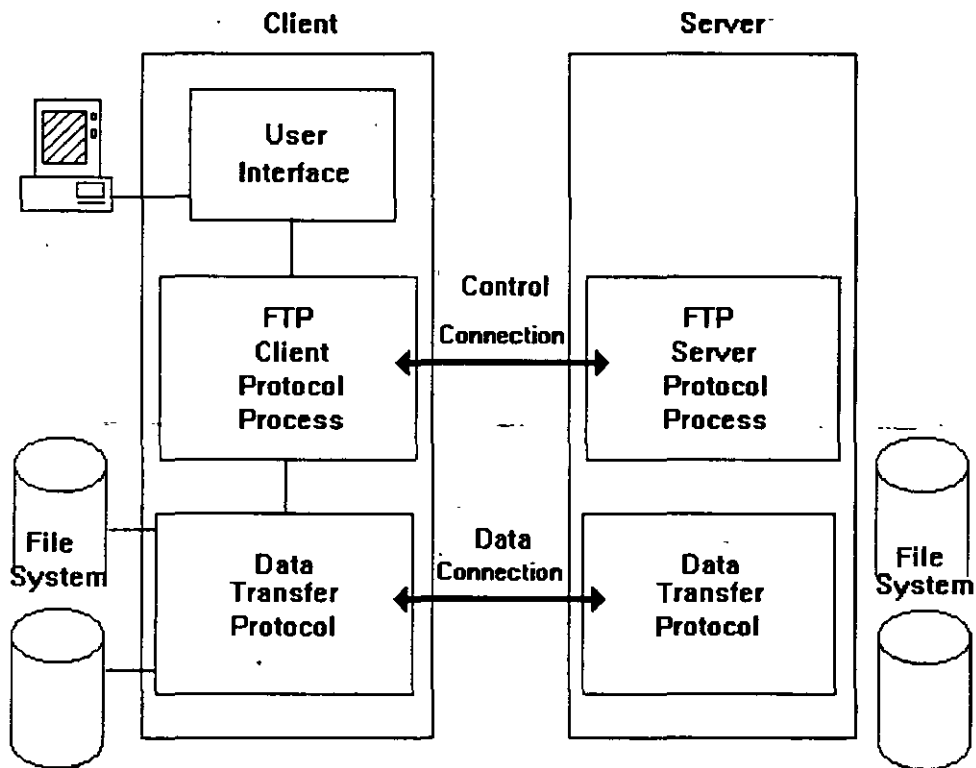 Client
Server
User
Interface
Control
Connection
FTP
Client
Protocol
Process
FTP
Server
Protocol
Process
File
System
Data
Transfer
Protocol
Data
Connection
Data
Transfer
Protocol
File
System